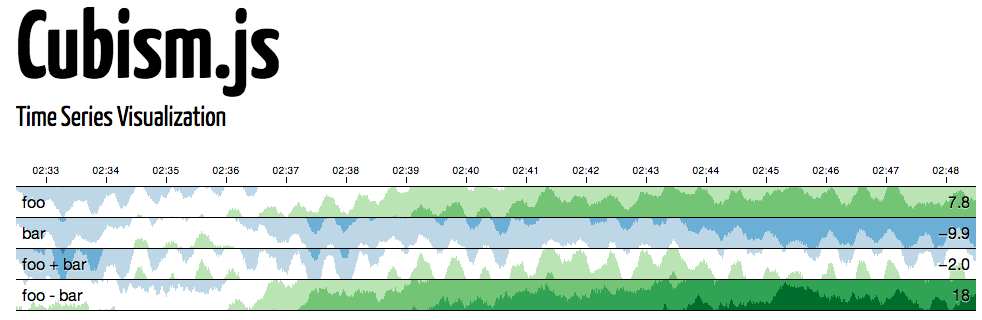 Cubism.js
Time Series Visualization
02:33 02:34 02:35 02:36 02:37 02:38 02:39 02:40 02:41 02:42 02:43 02:44 02:45 02:46 02:47 02:48
foo 7.8
bar −9.9
foo + bar −2.0
foo - bar 18